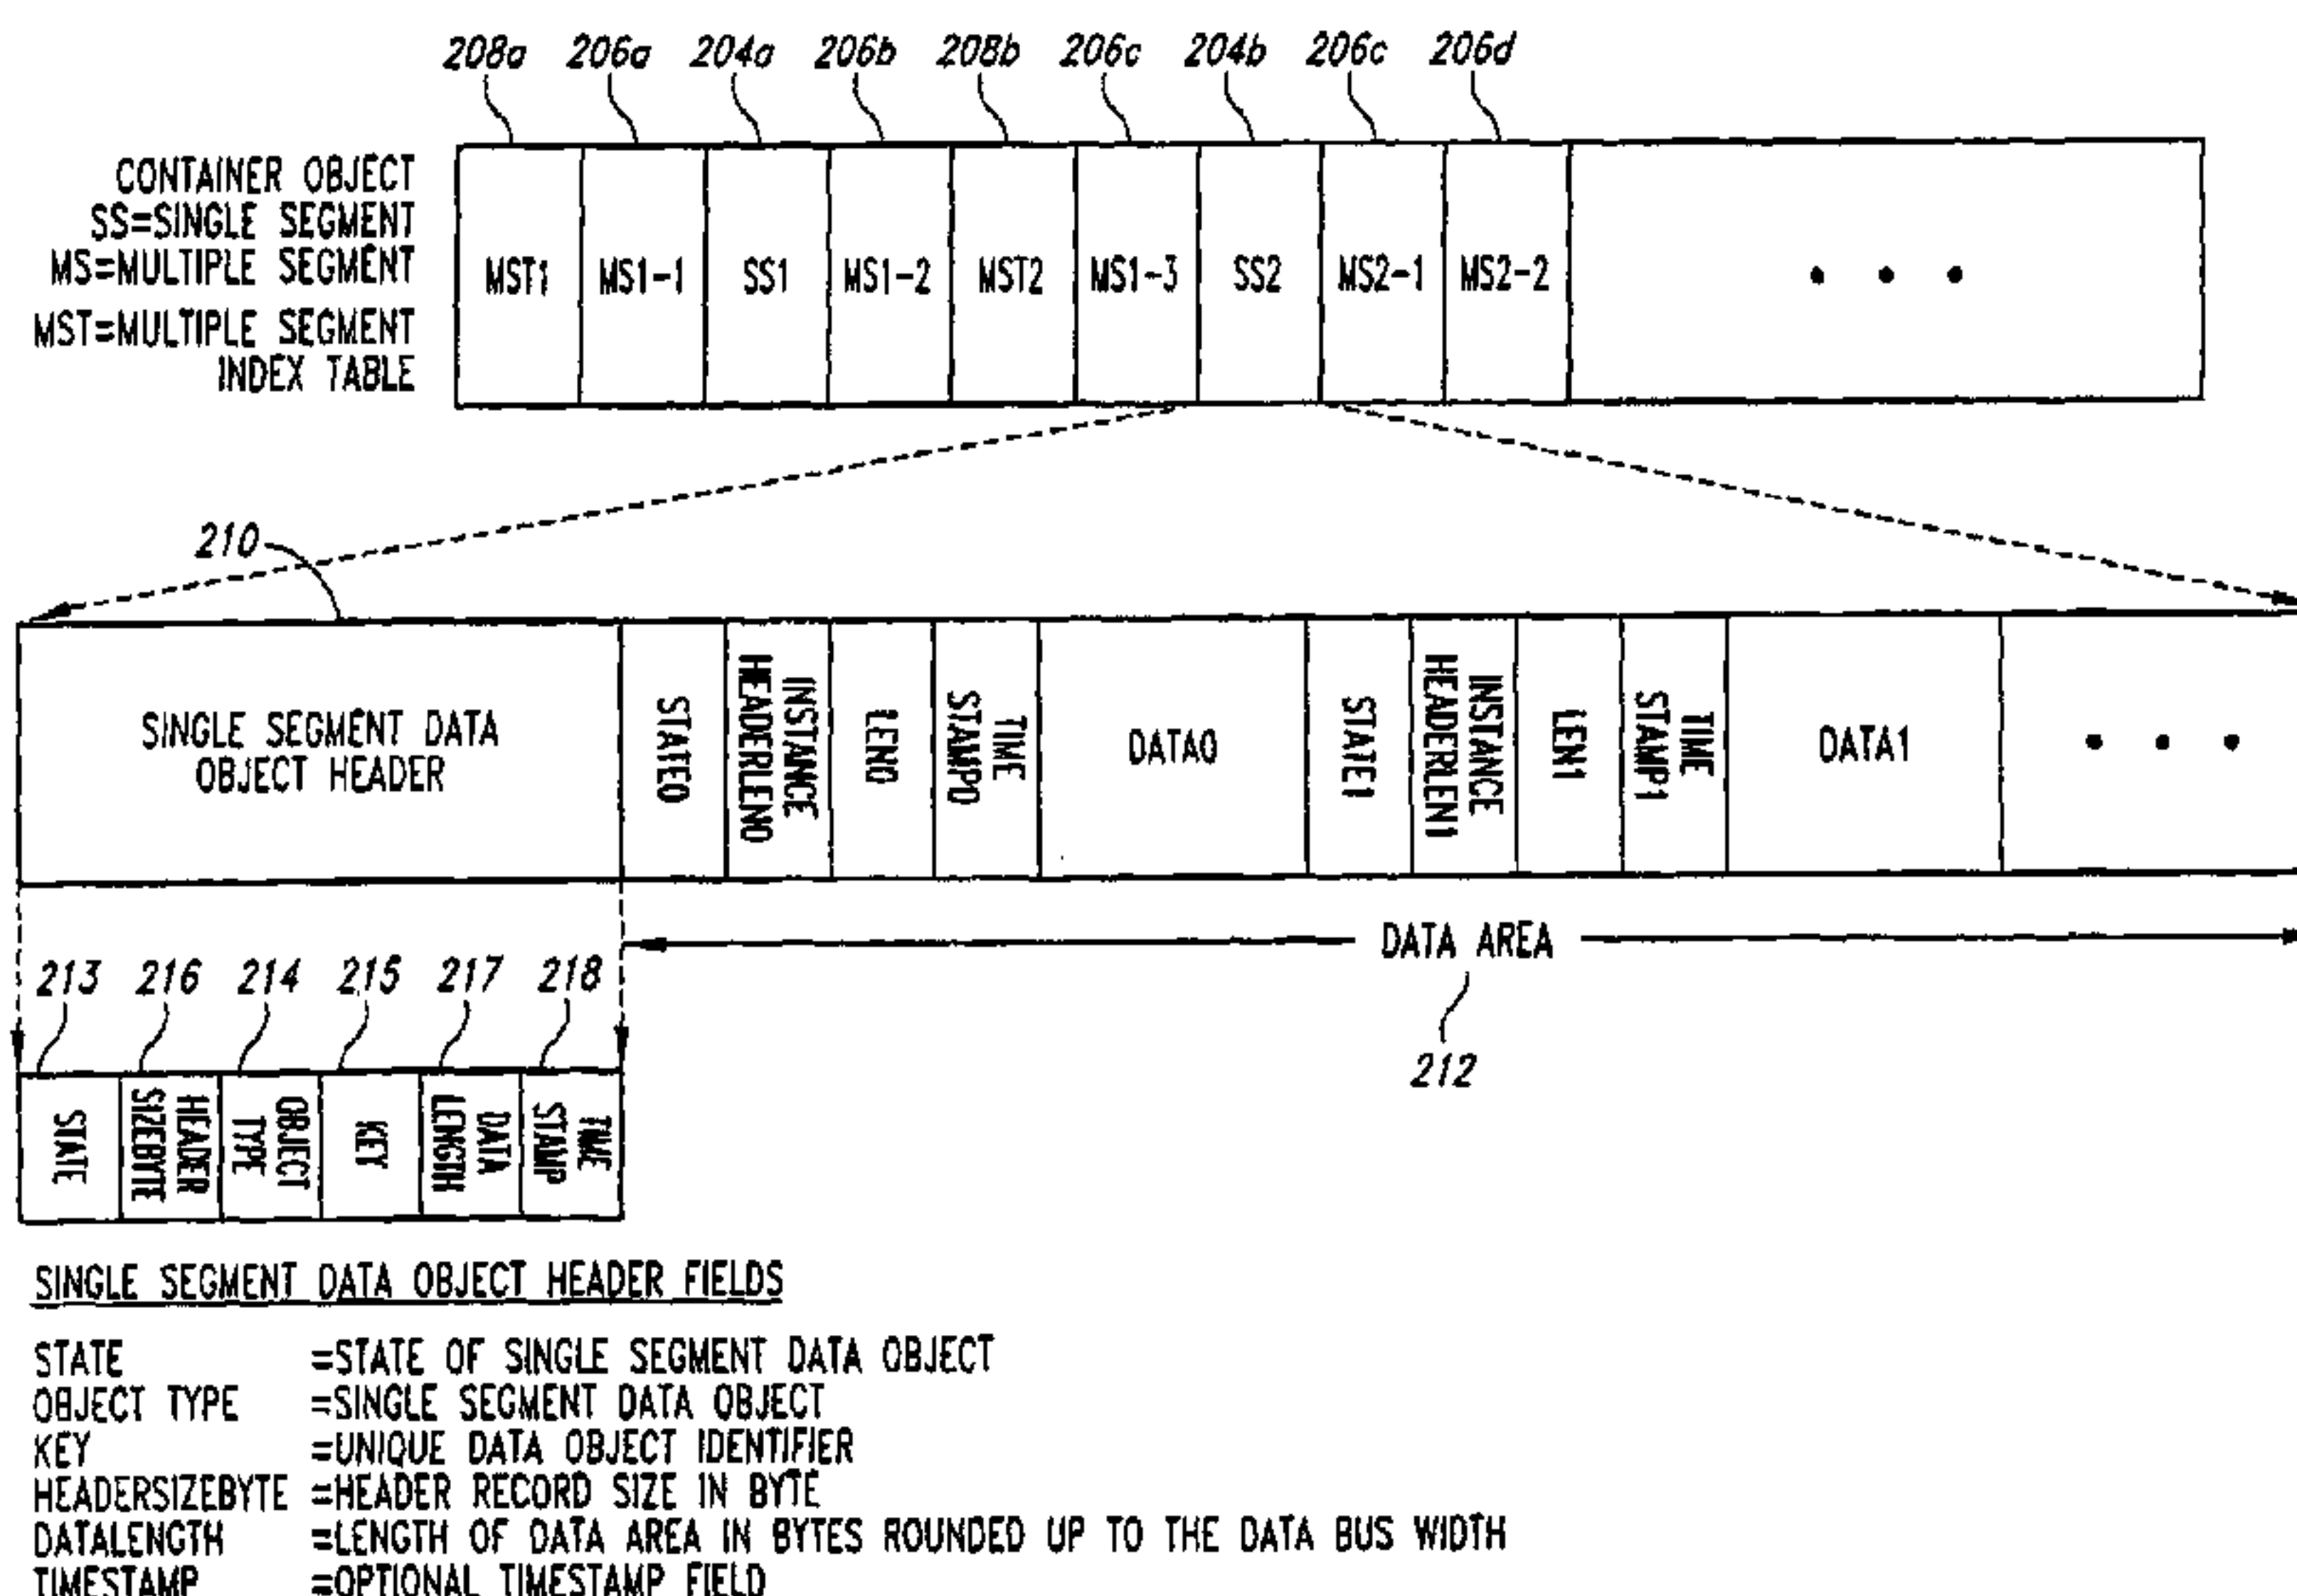 208a 206a 204a 206b 208b 206c 204b 206c 206d
CONTAINER OBJECT
SS=SINGLE SEGMENT
MS=MULTIPLE SEGMENT
MST=MULTIPLE SEGMENT
INDEX TABLE
MST1 MS1-1 SS1 MS1-2 MST2 MS1-3 SS2 MS2-1 MS2-2 • • •
210
SINGLE SEGMENT DATA
OBJECT HEADER
STATE0
INSTANCE
HEADERLEN0
LEN0
TIME
STAMP0
DATA0
STATE1
INSTANCE
HEADERLEN1
LEN1
TIME
STAMP1
DATA1
• • •
DATA AREA
212
213 216 214 215 217 218
STATE
HEADER
SIZEBYTE
OBJECT
TYPE
KEY
DATA
LENGTH
TIME
STAMP
SINGLE SEGMENT DATA OBJECT HEADER FIELDS
STATE =STATE OF SINGLE SEGMENT DATA OBJECT
OBJECT TYPE =SINGLE SEGMENT DATA OBJECT
KEY =UNIQUE DATA OBJECT IDENTIFIER
HEADERSIZEBYTE =HEADER RECORD SIZE IN BYTE
DATALENGTH =LENGTH OF DATA AREA IN BYTES ROUNDED UP TO THE DATA BUS WIDTH
TIMESTAMP =OPTIONAL TIMESTAMP FIELD